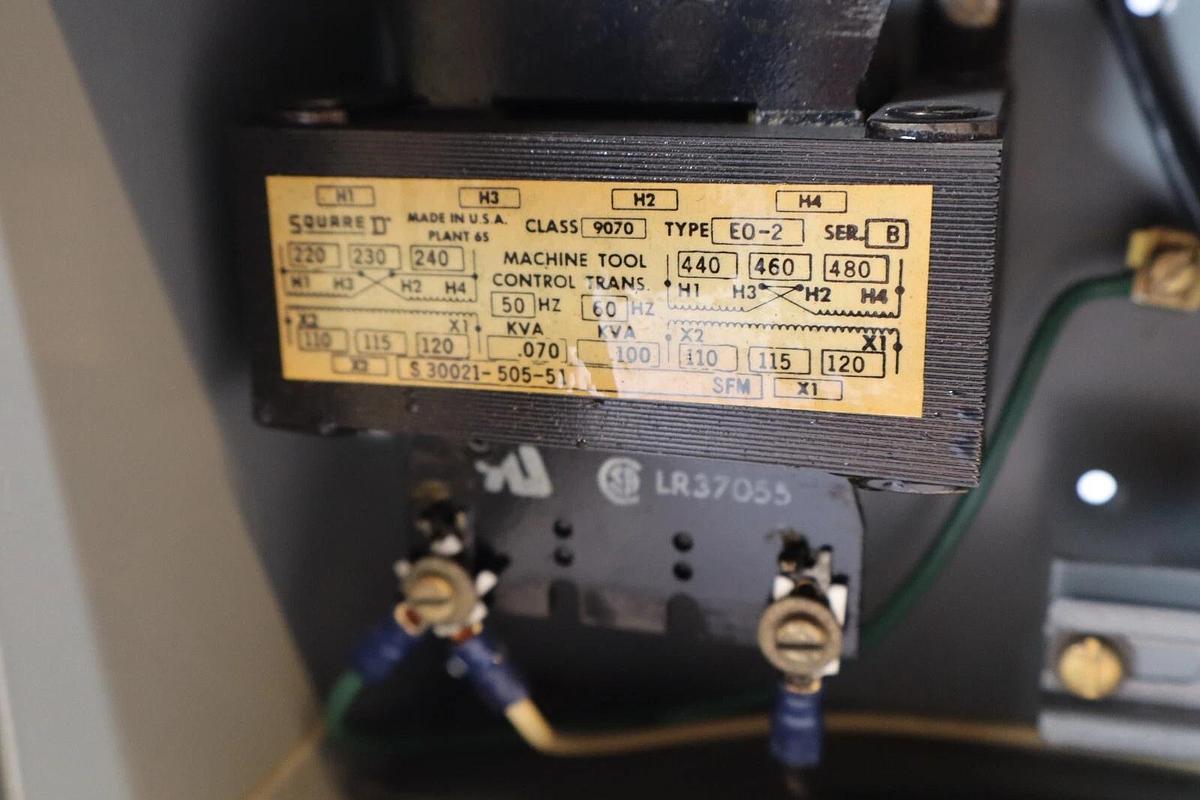 H1 H3 H2 H4
SQUARE D MADE IN U.S.A. CLASS 9070 TYPE EO-2 SER. B
PLANT 65
220 230 240 MACHINE TOOL 440 460 480
H1 H3 H2 H4 CONTROL TRANS. H1 H3 H2 H4
50 HZ 60 HZ
X2 X1 KVA KVA X2 X1
110 115 120 .070 .100 110 115 120
X2 S 30021-505-51 SFM X1
UL SA LR37055